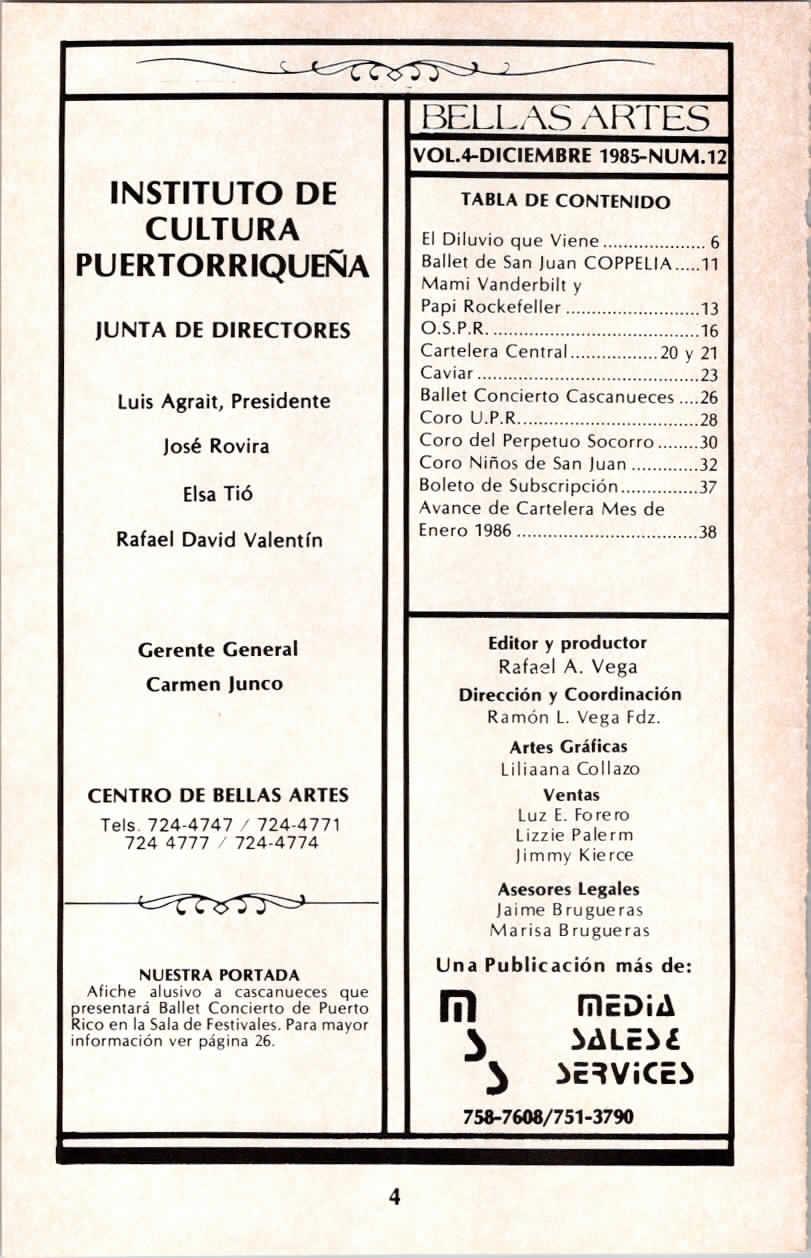 INSTITUTO DE
CULTURA
PUERTORRIQUEÑA
JUNTA DE DIRECTORES
Luis Agrait, Presidente
José Rovira
Elsa Tió
Rafael David Valentín
Gerente General
Carmen Junco
CENTRO DE BELLAS ARTES
Tels. 724-4747 / 724-4771
724 4777 / 724-4774
NUESTRA PORTADA
Afiche alusivo a cascanueces que
presentará Ballet Concierto de Puerto
Rico en la Sala de Festivales. Para mayor
información ver página 26.
BELLAS ARTES
VOL.4-DICIEMBRE 1985-NUM.12
TABLA DE CONTENIDO
El Diluvio que Viene .................... 6
Ballet de San Juan COPPELIA.....11
Mami Vanderbilt y
Papi Rockefeller ..........................13
O.S.P.R. ........................................16
Cartelera Central.................20 y 21
Caviar ...........................................23
Ballet Concierto Cascanueces ....26
Coro U.P.R...................................28
Coro del Perpetuo Socorro ........30
Coro Niños de San Juan .............32
Boleto de Subscripción...............37
Avance de Cartelera Mes de
Enero 1986 ...................................38
Editor y productor
Rafael A. Vega
Dirección y Coordinación
Ramón L. Vega Fdz.
Artes Gráficas
Liliaana Collazo
Ventas
Luz E. Forero
Lizzie Palerm
Jimmy Kierce
Asesores Legales
Jaime Brugueras
Marisa Brugueras
Una Publicación más de:
MSS
MEDiA
SALES&
SERViCES
758-7608/751-3790
4